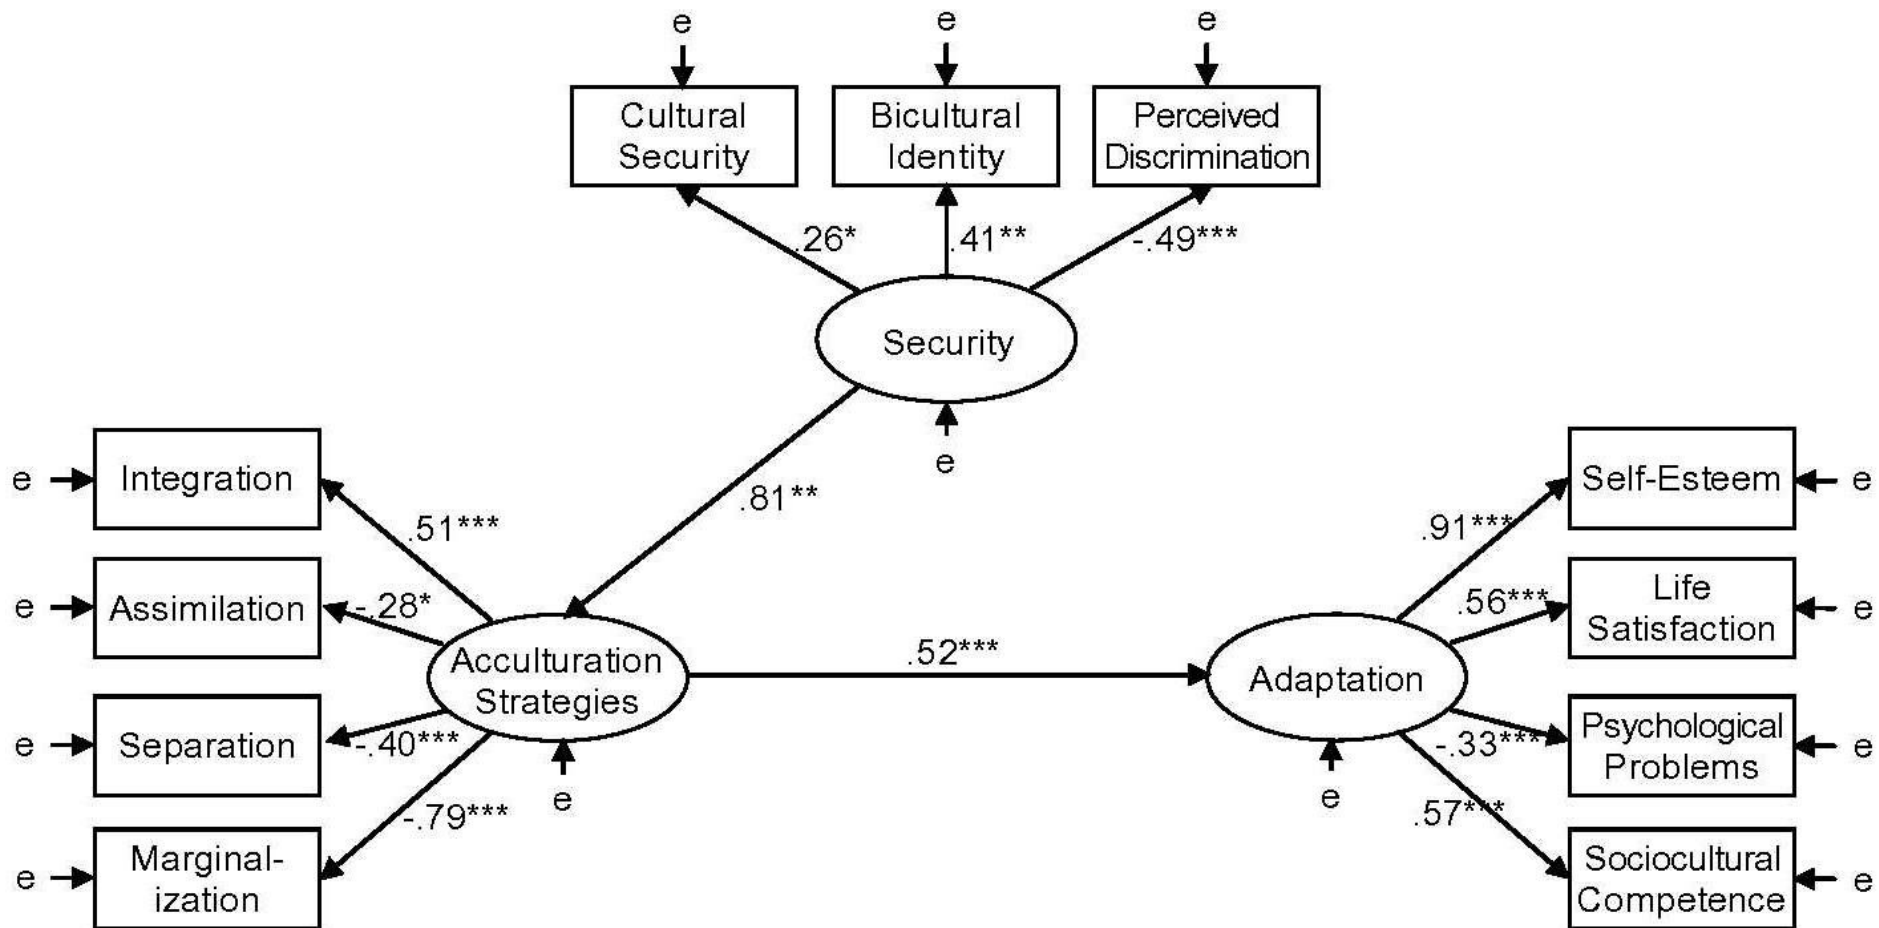 e
e
e
Cultural
Security
Bicultural
Identity
Perceived
Discrimination
.26*
.41**
-.49***
Security
e
.81**
e
Integration
.51***
e
Assimilation
-.28*
Acculturation
Strategies
e
Separation
-.40***
e
e
Marginal-
ization
-.79***
.52***
Adaptation
e
.91***
Self-Esteem
e
.56***
Life
Satisfaction
e
-.33***
Psychological
Problems
e
.57***
Sociocultural
Competence
e